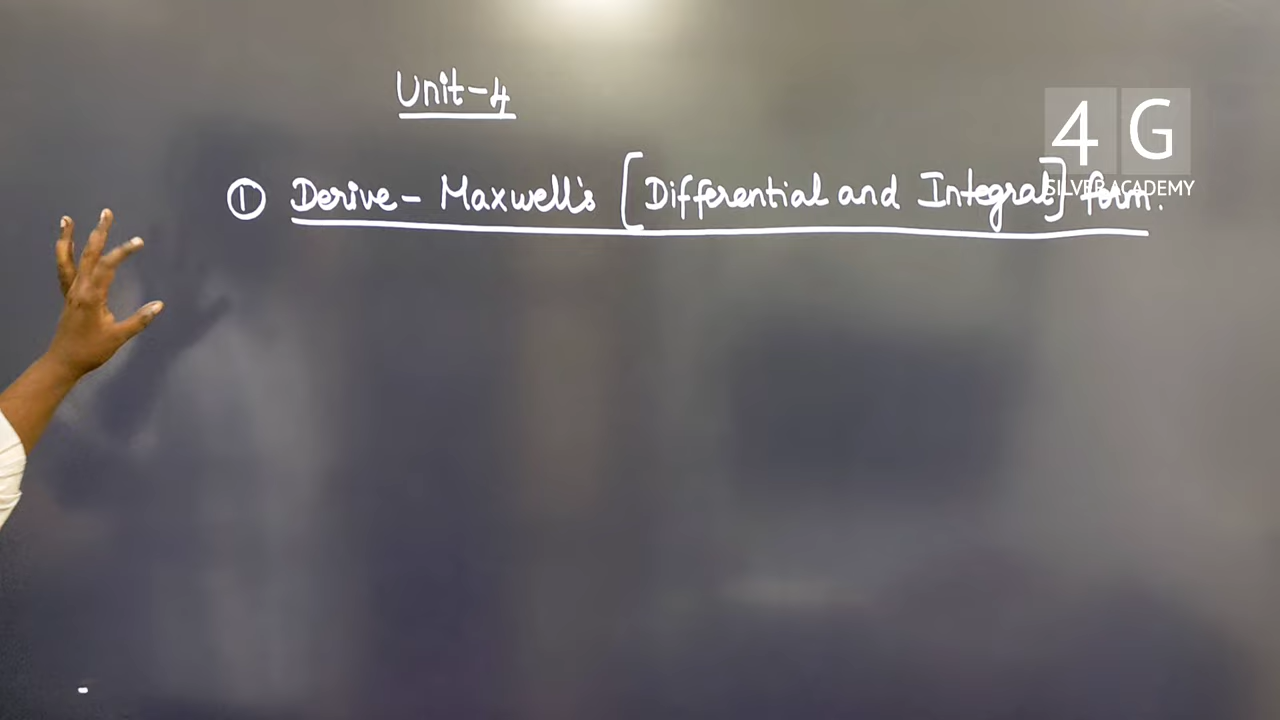 Unit-4
4 G
SILVER ACADEMY
① Derive- Maxwell's [Differential and Integral] form.